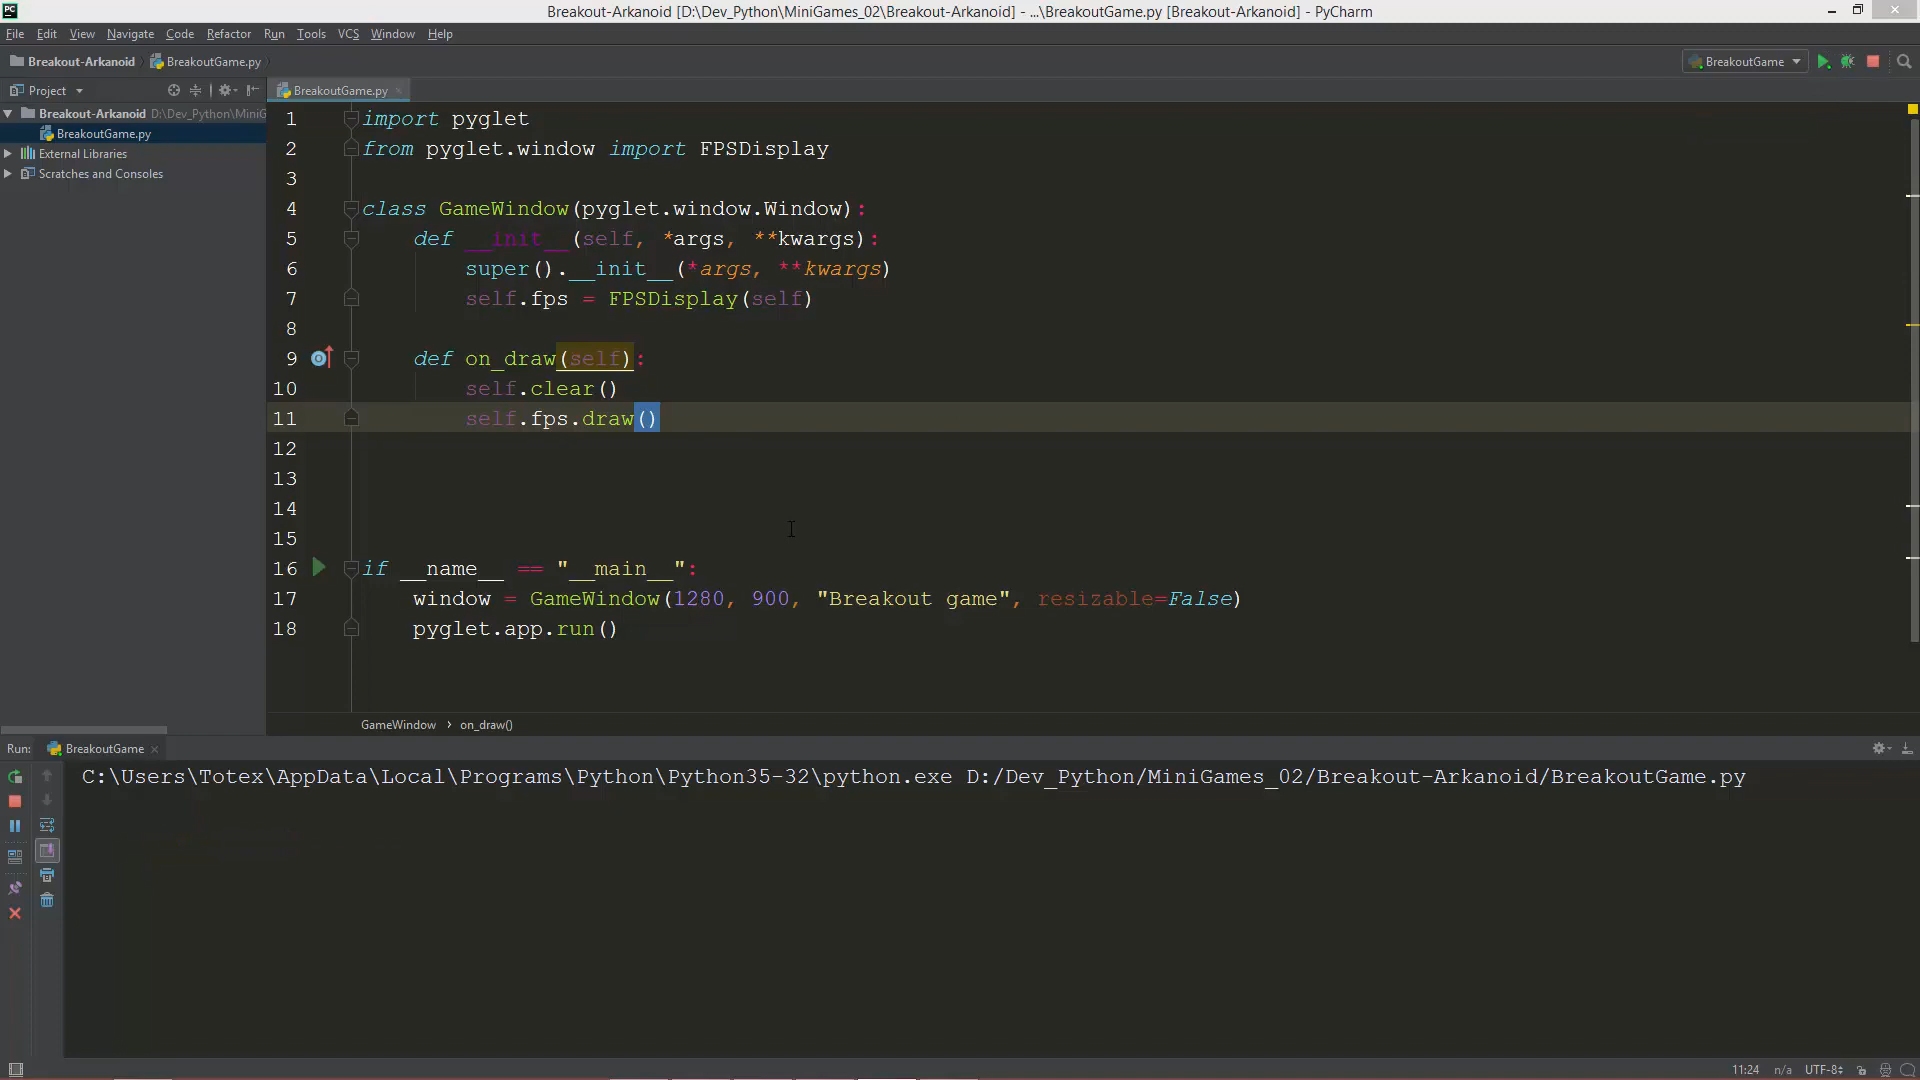 Breakout-Arkanoid [D:\Dev_Python\MiniGames_02\Breakout-Arkanoid] - ...\BreakoutGame.py [Breakout-Arkanoid] - PyCharm
File Edit View Navigate Code Refactor Run Tools VCS Window Help
Breakout-Arkanoid BreakoutGame.py BreakoutGame
Project BreakoutGame.py
Breakout-Arkanoid D:\Dev_Python\MiniG
BreakoutGame.py
External Libraries
Scratches and Consoles
1 import pyglet
2 from pyglet.window import FPSDisplay
3
4 class GameWindow(pyglet.window.Window):
5 def __init__(self, *args, **kwargs):
6 super().__init__(*args, **kwargs)
7 self.fps = FPSDisplay(self)
8
9 def on_draw(self):
10 self.clear()
11 self.fps.draw()
12
13
14
15
16 if __name__ == "__main__":
17 window = GameWindow(1280, 900, "Breakout game", resizable=False)
18 pyglet.app.run()
GameWindow › on_draw()
Run: BreakoutGame
C:\Users\Totex\AppData\Local\Programs\Python\Python35-32\python.exe D:/Dev_Python/MiniGames_02/Breakout-Arkanoid/BreakoutGame.py
11:24 n/a UTF-8